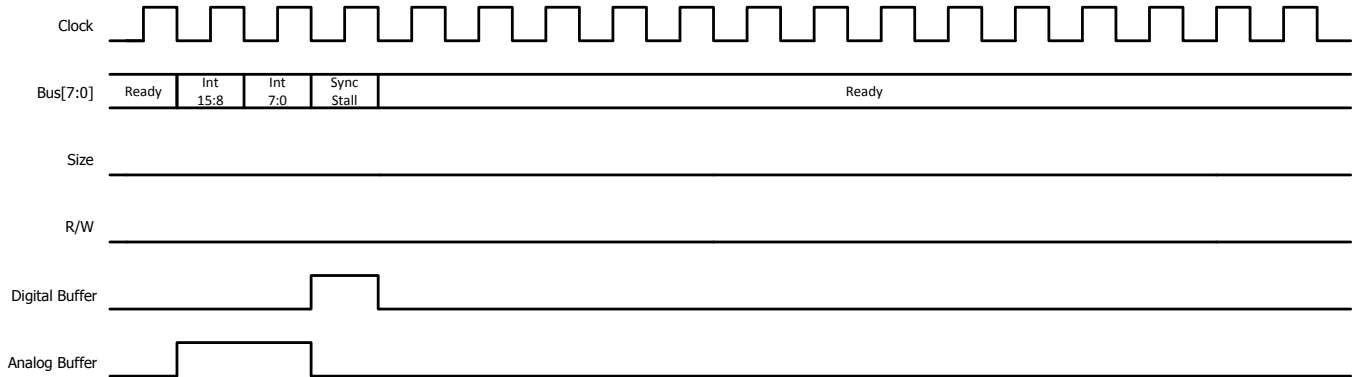 Clock
Bus[7:0]
Ready
Int
15:8
Int
7:0
Sync
Stall
Ready
Size
R/W
Digital Buffer
Analog Buffer